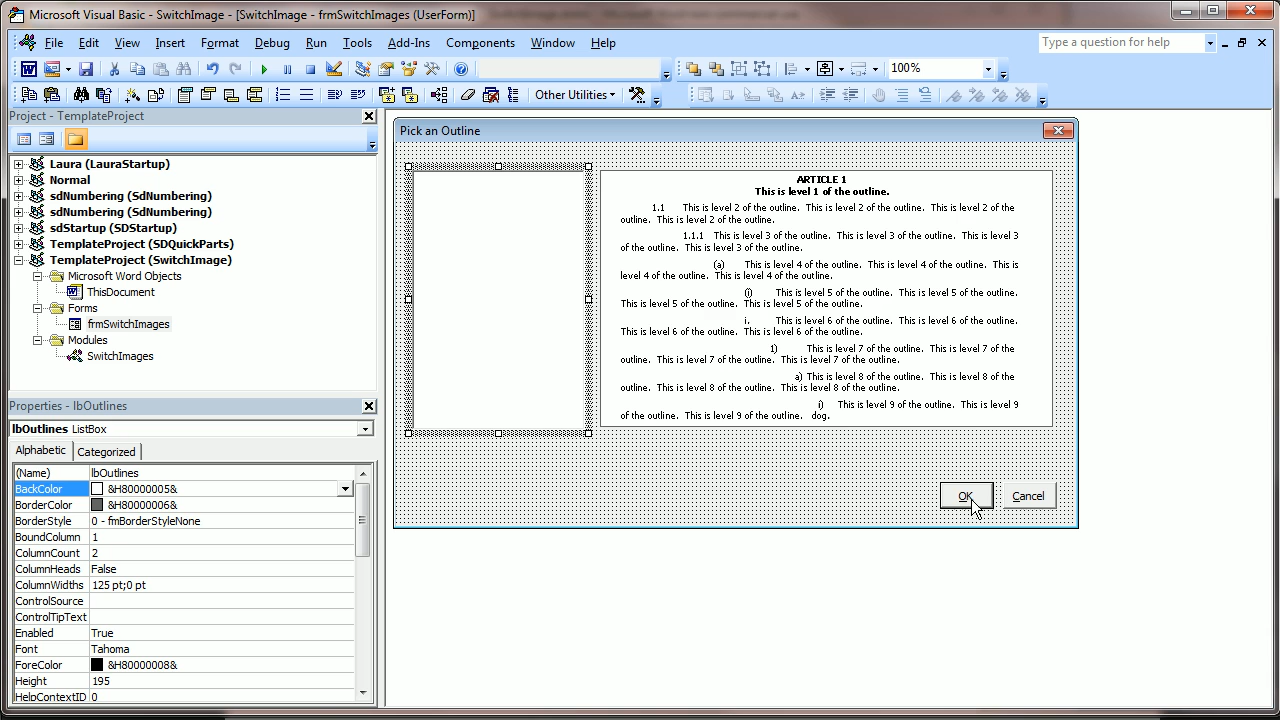 Microsoft Visual Basic - SwitchImage - [SwitchImage - frmSwitchImages (UserForm)]
File Edit View Insert Format Debug Run Tools Add-Ins Components Window Help
Type a question for help
100%
Other Utilities
Project - TemplateProject
Laura (LauraStartup)
Normal
sdNumbering (SdNumbering)
sdNumbering (SdNumbering)
sdStartup (SDStartup)
TemplateProject (SDQuickParts)
TemplateProject (SwitchImage)
Microsoft Word Objects
ThisDocument
Forms
frmSwitchImages
Modules
SwitchImages
Properties - lbOutlines
lbOutlines ListBox
Alphabetic Categorized
(Name) lbOutlines
BackColor &H80000005&
BorderColor &H80000006&
BorderStyle 0 - fmBorderStyleNone
BoundColumn 1
ColumnCount 2
ColumnHeads False
ColumnWidths 125 pt;0 pt
ControlSource
ControlTipText
Enabled True
Font Tahoma
ForeColor &H80000008&
Height 195
HelpContextID 0
Pick an Outline
ARTICLE 1
This is level 1 of the outline.
1.1 This is level 2 of the outline. This is level 2 of the outline. This is level 2 of the
outline. This is level 2 of the outline.
1.1.1 This is level 3 of the outline. This is level 3 of the outline. This is level 3
of the outline. This is level 3 of the outline.
(a) This is level 4 of the outline. This is level 4 of the outline. This is
level 4 of the outline. This is level 4 of the outline.
(i) This is level 5 of the outline. This is level 5 of the outline.
This is level 5 of the outline. This is level 5 of the outline.
i. This is level 6 of the outline. This is level 6 of the outline.
This is level 6 of the outline. This is level 6 of the outline.
1) This is level 7 of the outline. This is level 7 of the
outline. This is level 7 of the outline. This is level 7 of the outline.
a) This is level 8 of the outline. This is level 8 of the
outline. This is level 8 of the outline. This is level 8 of the outline.
i) This is level 9 of the outline. This is level 9
of the outline. This is level 9 of the outline. dog.
OK Cancel